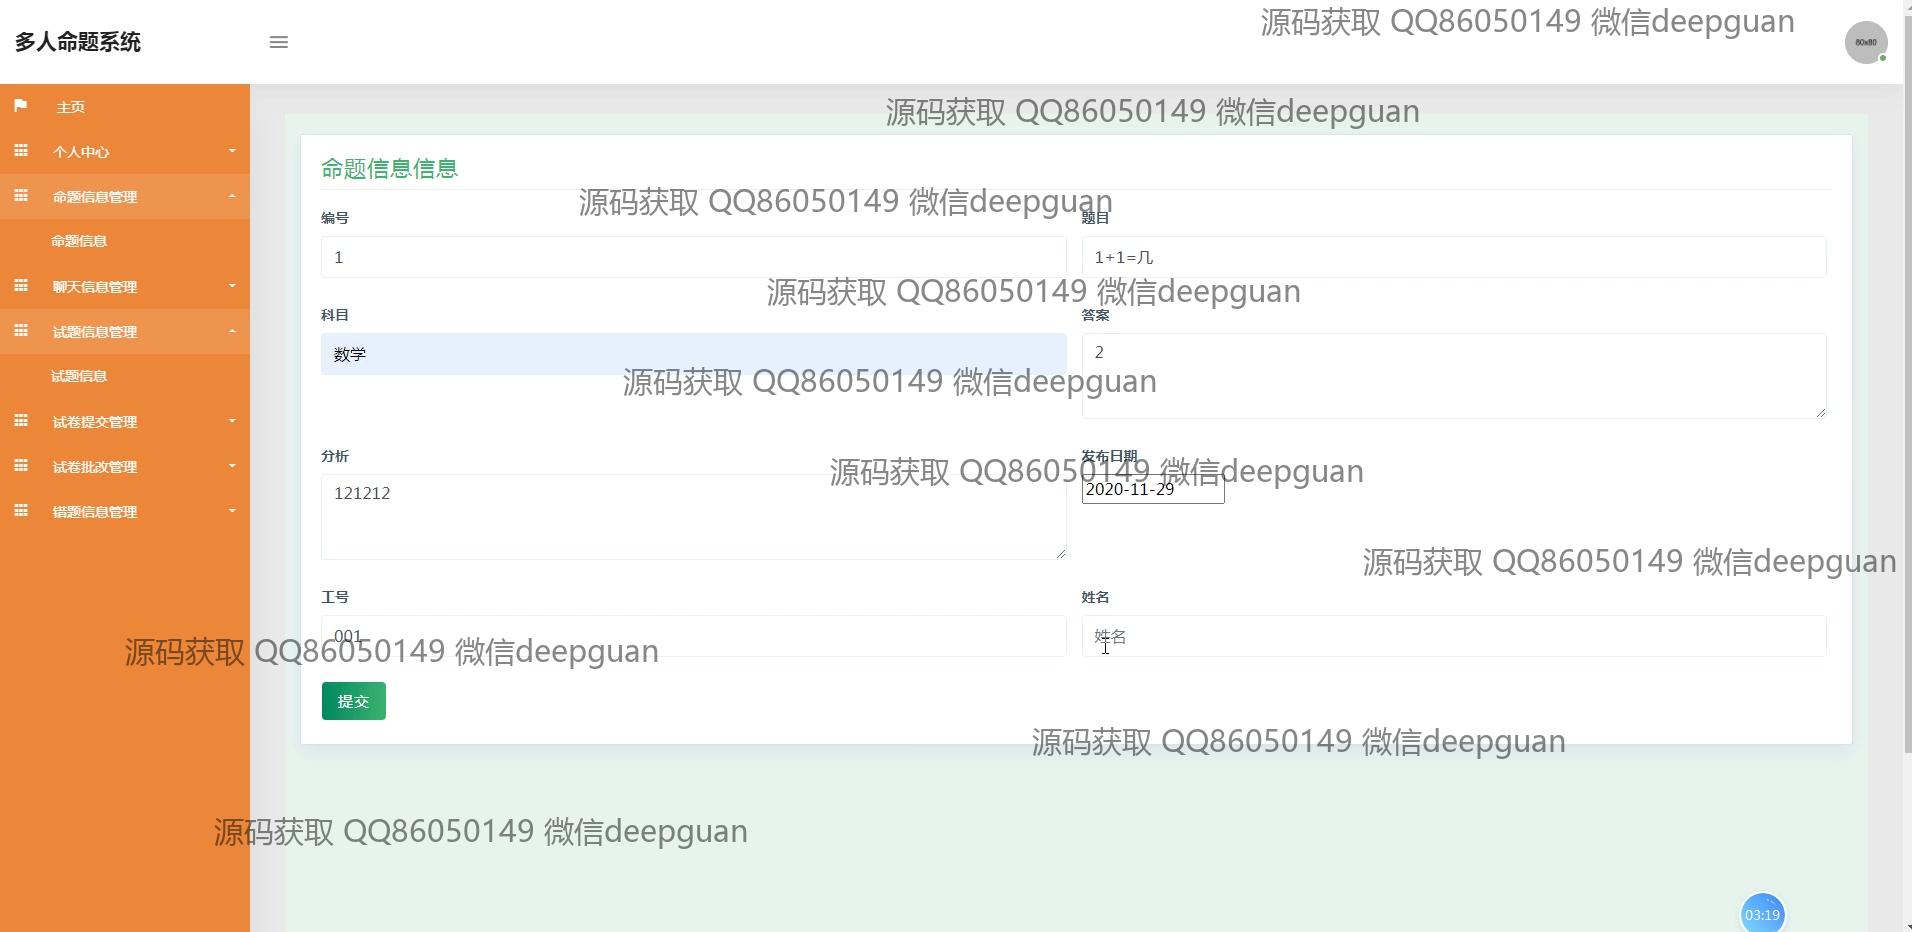 多人命题系统
源码获取 QQ86050149 微信deepguan
60x60
主页
个人中心
命题信息管理
命题信息
聊天信息管理
试题信息管理
试题信息
试卷提交管理
试卷批改管理
错题信息管理
源码获取 QQ86050149 微信deepguan
命题信息信息
源码获取 QQ86050149 微信deepguan
编号
题目
1
1+1=几
源码获取 QQ86050149 微信deepguan
科目
答案
数学
2
源码获取 QQ86050149 微信deepguan
分析
发布日期
源码获取 QQ86050149 微信deepguan
121212
2020-11-29
源码获取 QQ86050149 微信deepguan
工号
姓名
001
姓名
源码获取 QQ86050149 微信deepguan
提交
源码获取 QQ86050149 微信deepguan
源码获取 QQ86050149 微信deepguan
03:19